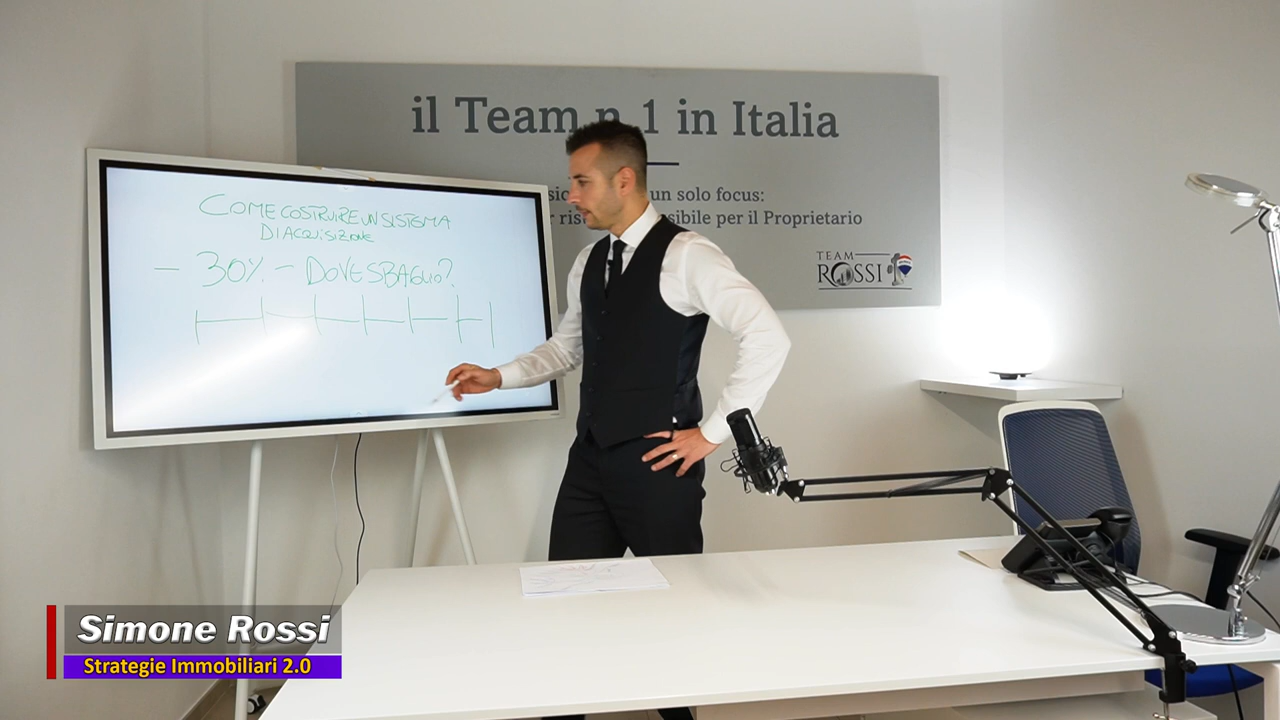 il Team n.1 in Italia
un solo focus:
per il Proprietario
TEAM
ROSSI
COME COSTRUIRE UN SISTEMA
DI ACQUISIZIONE
- 30% - DOVE SBAGLIO?
Simone Rossi
Strategie Immobiliari 2.0